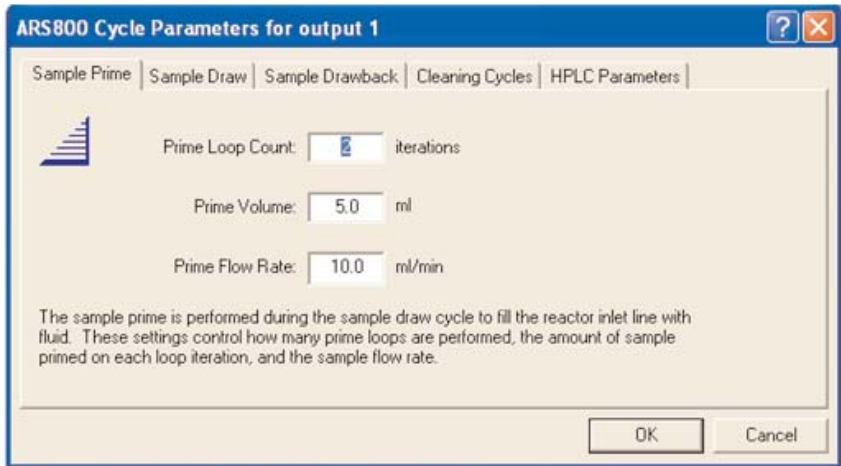 ARS800 Cycle Parameters for output 1
?
Sample Prime Sample Draw Sample Drawback Cleaning Cycles HPLC Parameters
Prime Loop Count: 2 iterations
Prime Volume: 5.0 ml
Prime Flow Rate: 10.0 ml/min
The sample prime is performed during the sample draw cycle to fill the reactor inlet line with
fluid. These settings control how many prime loops are performed, the amount of sample
primed on each loop iteration, and the sample flow rate.
OK Cancel